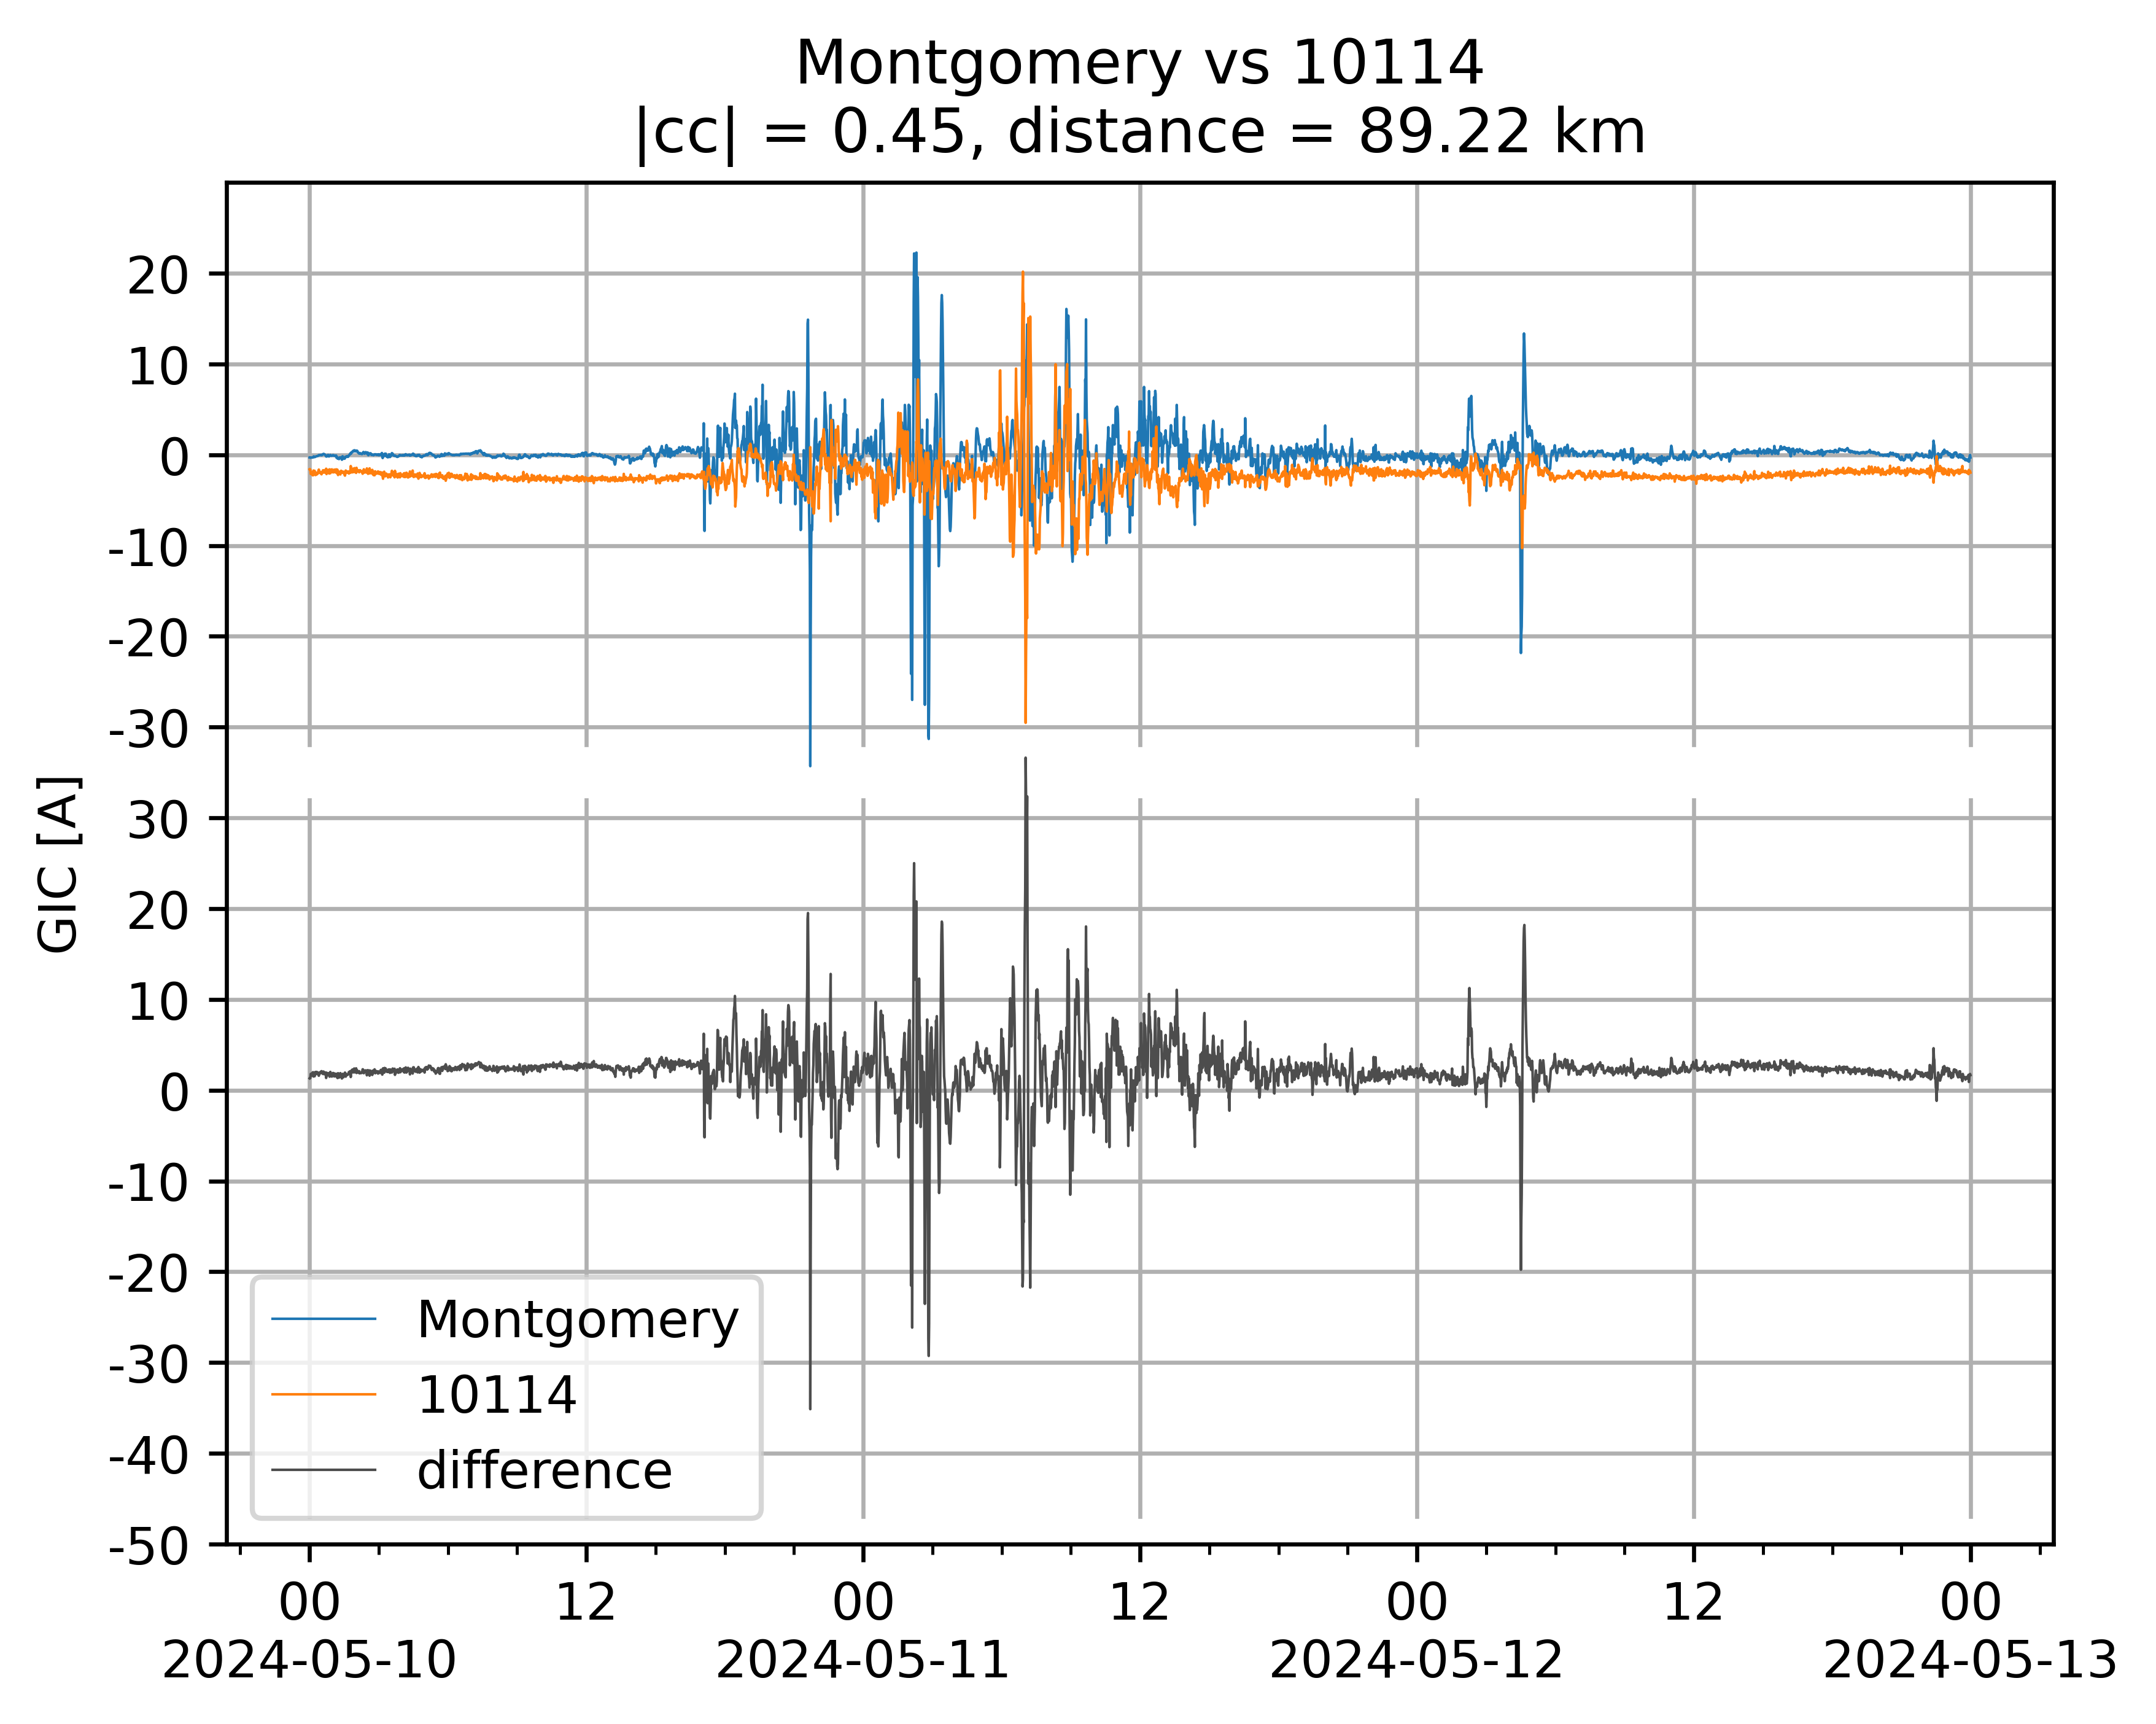 Montgomery vs 10114
|cc| = 0.45, distance = 89.22 km
20
10
0
-10
-20
-30
30
20
10
0
-10
-20
-30
-40
-50
GIC [A]
Montgomery
10114
difference
00 12 00 12 00 12 00
2024-05-10 2024-05-11 2024-05-12 2024-05-13